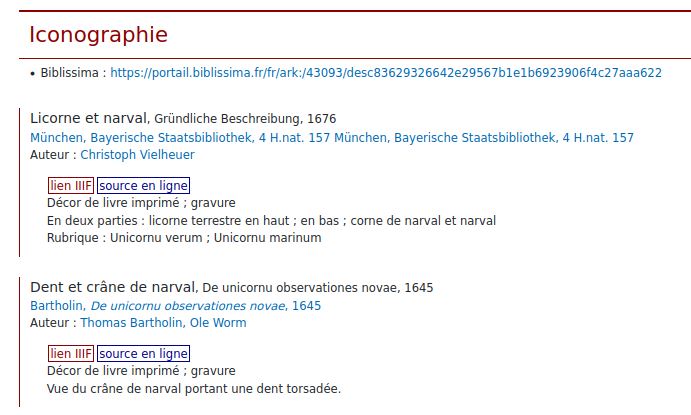 Iconographie
• Biblissima : https://portail.biblissima.fr/fr/ark:/43093/desc83629326642e29567b1e1b6923906f4c27aaa622
Licorne et narval, Gründliche Beschreibung, 1676
München, Bayerische Staatsbibliothek, 4 H.nat. 157 München, Bayerische Staatsbibliothek, 4 H.nat. 157
Auteur : Christoph Vielheuer
lien IIIF source en ligne
Décor de livre imprimé ; gravure
En deux parties : licorne terrestre en haut ; en bas ; corne de narval et narval
Rubrique : Unicornu verum ; Unicornu marinum
Dent et crâne de narval, De unicornu observationes novae, 1645
Bartholin, De unicornu observationes novae, 1645
Auteur : Thomas Bartholin, Ole Worm
lien IIIF source en ligne
Décor de livre imprimé ; gravure
Vue du crâne de narval portant une dent torsadée.